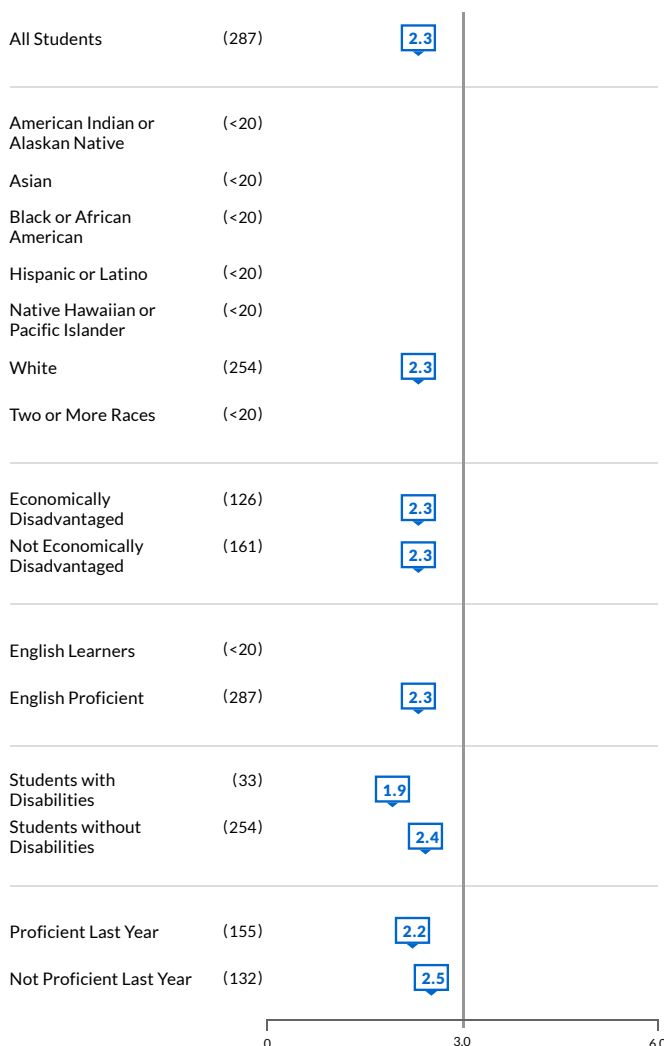 All Students (287) 2.3
American Indian or (<20)
Alaskan Native
Asian (<20)
Black or African (<20)
American
Hispanic or Latino (<20)
Native Hawaiian or (<20)
Pacific Islander
White (254) 2.3
Two or More Races (<20)
Economically (126) 2.3
Disadvantaged
Not Economically (161) 2.3
Disadvantaged
English Learners (<20)
English Proficient (287) 2.3
Students with (33) 1.9
Disabilities
Students without (254) 2.4
Disabilities
Proficient Last Year (155) 2.2
Not Proficient Last Year (132) 2.5
0 3.0 6.0